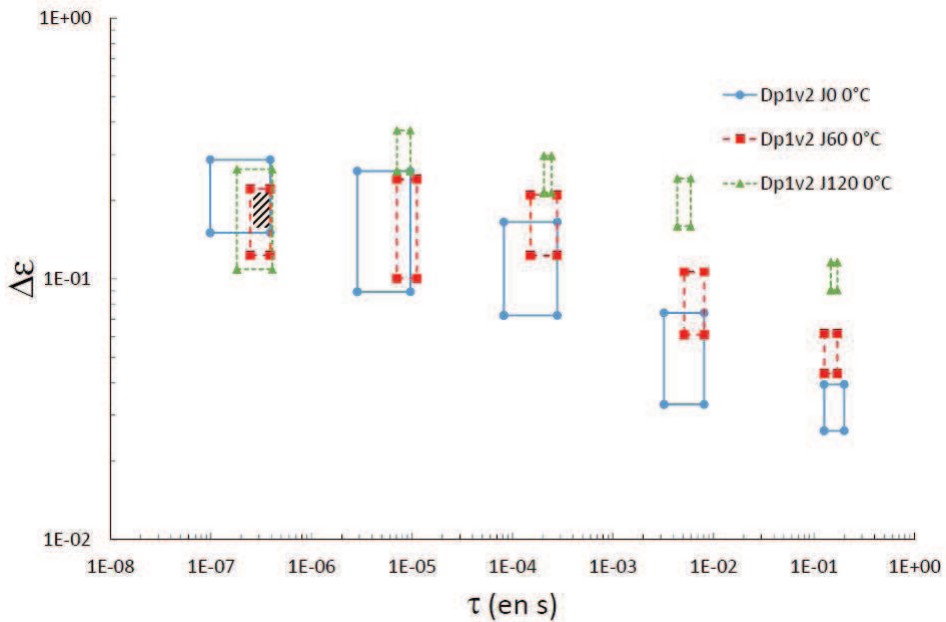 1E+00
Dp1v2 J0 0°C
Dp1v2 J60 0°C
Dp1v2 J120 0°C
Δε
1E-01
1E-02
1E-08 1E-07 1E-06 1E-05 1E-04 1E-03 1E-02 1E-01 1E+00
τ (en s)